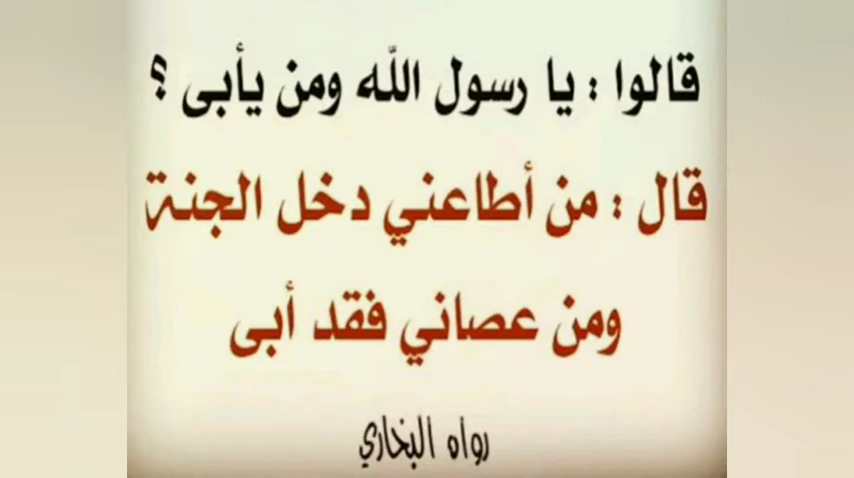 قالوا : يا رسول الله ومن يأبى ؟
قال : من أطاعني دخل الجنة
ومن عصاني فقد أبى
رواه البخاري